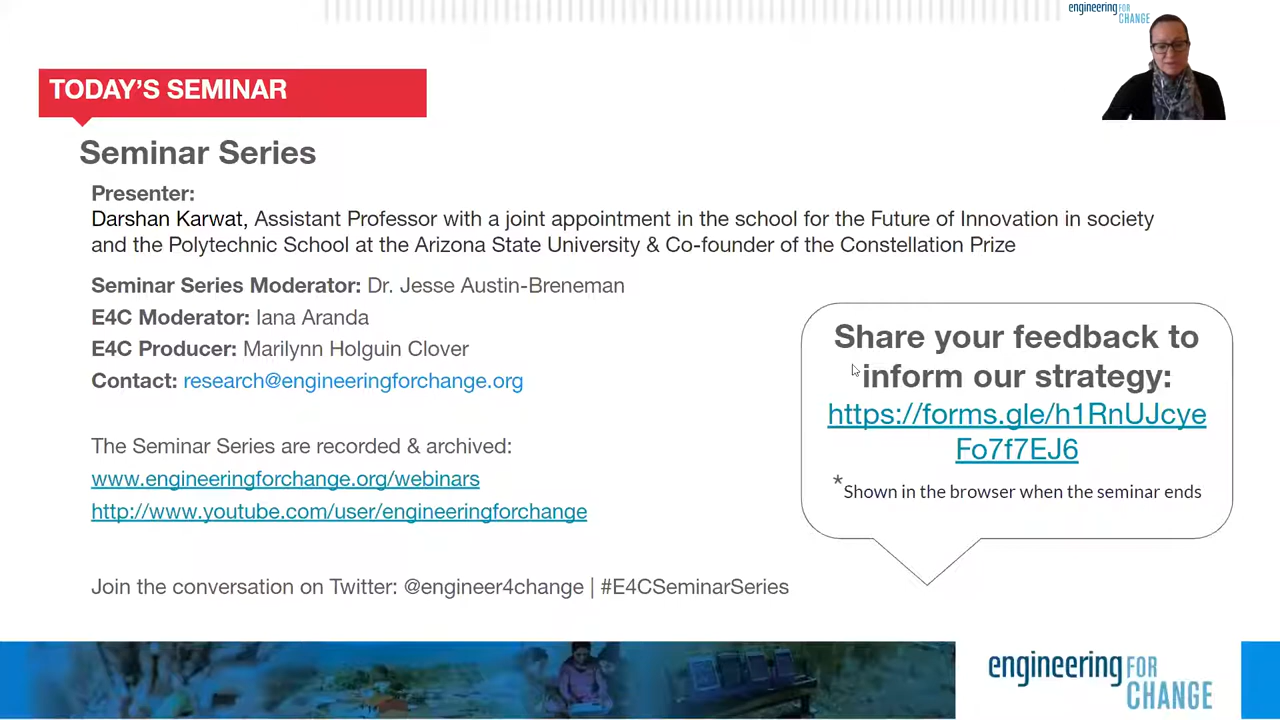 engineering FOR
CHANGE
TODAY'S SEMINAR
Seminar Series
Presenter:
Darshan Karwat, Assistant Professor with a joint appointment in the school for the Future of Innovation in society
and the Polytechnic School at the Arizona State University & Co-founder of the Constellation Prize
Seminar Series Moderator: Dr. Jesse Austin-Breneman
E4C Moderator: Iana Aranda
E4C Producer: Marilynn Holguin Clover
Contact: research@engineeringforchange.org
Share your feedback to
inform our strategy:
https://forms.gle/h1RnUJcye
Fo7f7EJ6
*Shown in the browser when the seminar ends
The Seminar Series are recorded & archived:
www.engineeringforchange.org/webinars
http://www.youtube.com/user/engineeringforchange
Join the conversation on Twitter: @engineer4change | #E4CSeminarSeries
engineering FOR
CHANGE